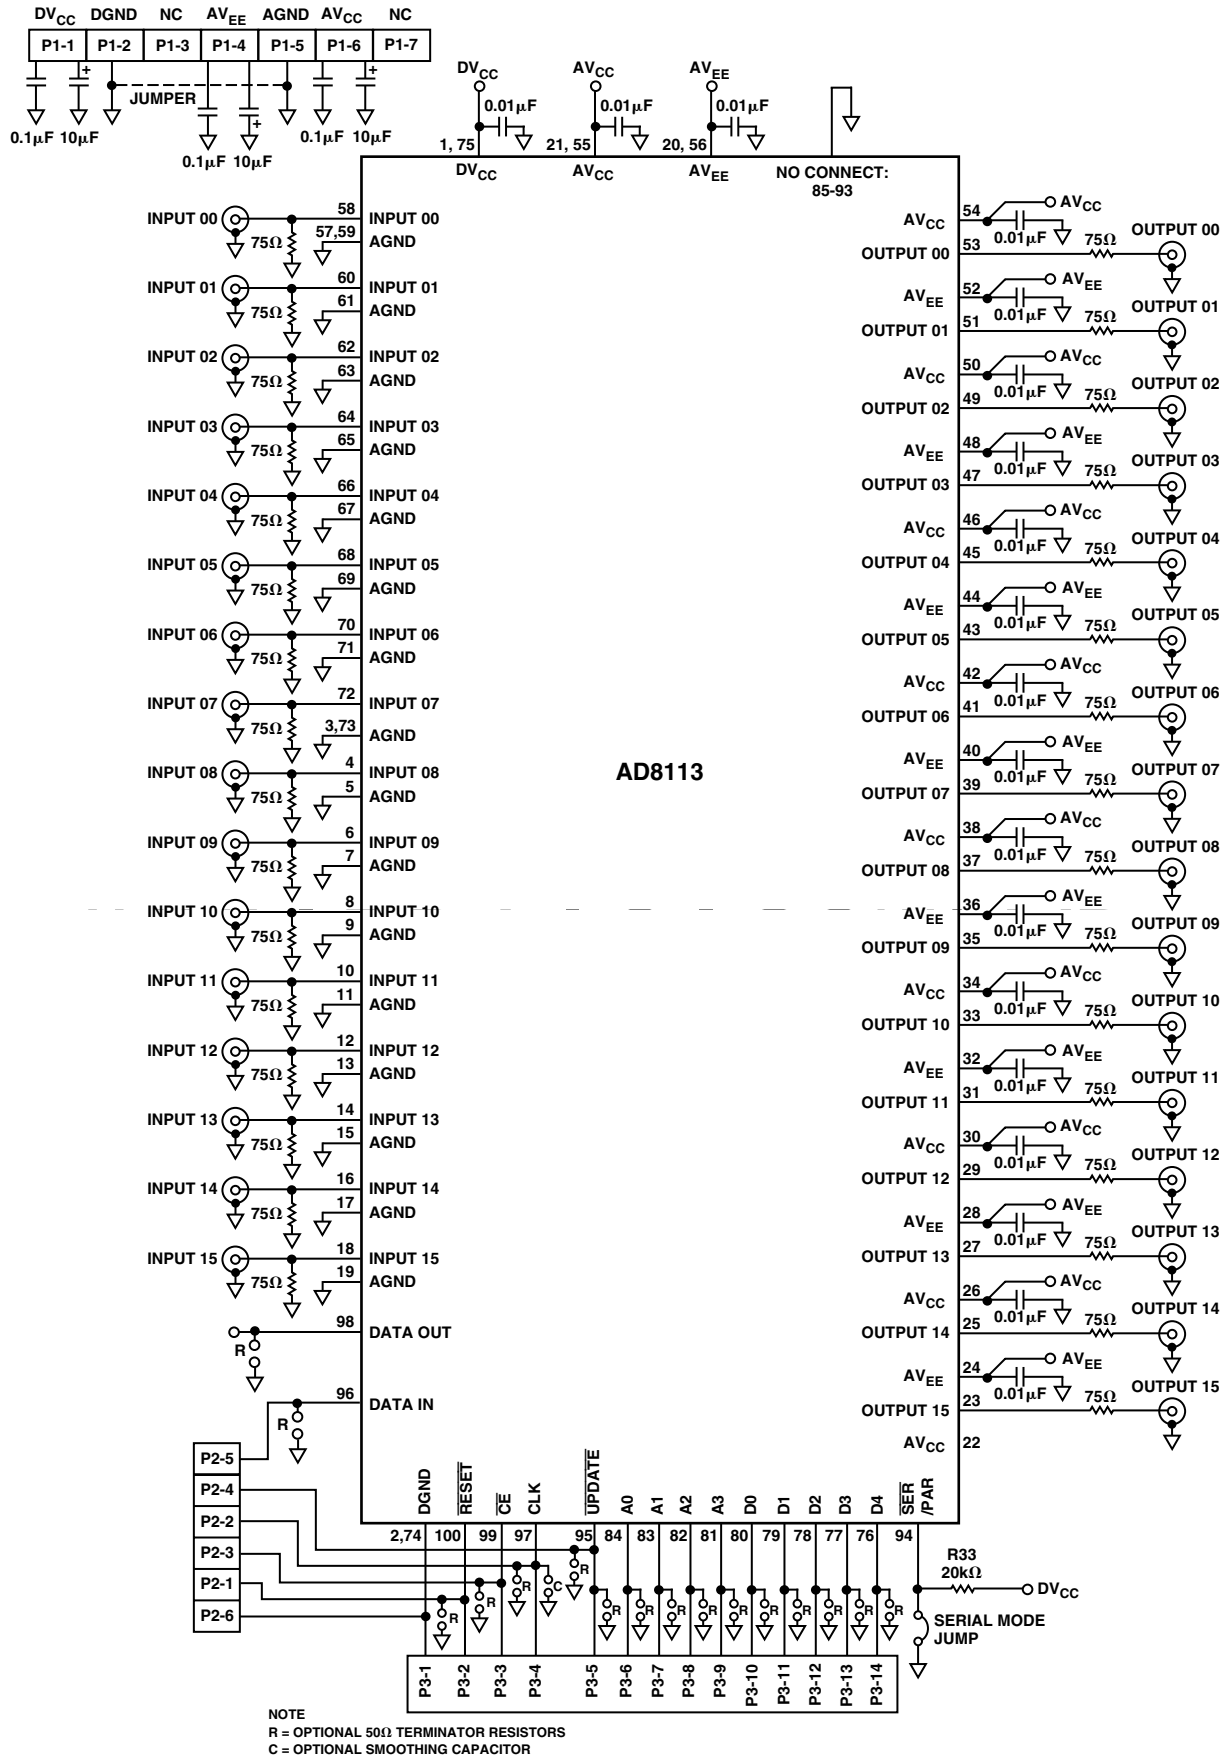 DVCC DGND NC AVEE AGND AVCC NC
P1-1 P1-2 P1-3 P1-4 P1-5 P1-6 P1-7
+ +
JUMPER
+
0.1µF 10µF 0.1µF 10µF
0.1µF 10µF
DVCC AVCC AVEE
0.01µF 0.01µF 0.01µF
1, 75 21, 55 20, 56
DVCC AVCC AVEE NO CONNECT:
85-93
INPUT 00 58 INPUT 00
75Ω 57,59 AGND
INPUT 01 60 INPUT 01
75Ω 61 AGND
INPUT 02 62 INPUT 02
75Ω 63 AGND
INPUT 03 64 INPUT 03
75Ω 65 AGND
INPUT 04 66 INPUT 04
75Ω 67 AGND
INPUT 05 68 INPUT 05
75Ω 69 AGND
INPUT 06 70 INPUT 06
75Ω 71 AGND
INPUT 07 72 INPUT 07
75Ω 3,73 AGND
INPUT 08 4 INPUT 08
75Ω 5 AGND
INPUT 09 6 INPUT 09
75Ω 7 AGND
INPUT 10 8 INPUT 10
75Ω 9 AGND
INPUT 11 10 INPUT 11
75Ω 11 AGND
INPUT 12 12 INPUT 12
75Ω 13 AGND
INPUT 13 14 INPUT 13
75Ω 15 AGND
INPUT 14 16 INPUT 14
75Ω 17 AGND
INPUT 15 18 INPUT 15
75Ω 19 AGND
98 DATA OUT
R
96 DATA IN
R
AD8113
AVCC 54 AVCC
0.01µF
OUTPUT 00 53 75Ω OUTPUT 00
AVEE 52 AVEE
0.01µF
OUTPUT 01 51 75Ω OUTPUT 01
AVCC 50 AVCC
0.01µF
OUTPUT 02 49 75Ω OUTPUT 02
AVEE 48 AVEE
0.01µF
OUTPUT 03 47 75Ω OUTPUT 03
AVCC 46 AVCC
0.01µF
OUTPUT 04 45 75Ω OUTPUT 04
AVEE 44 AVEE
0.01µF
OUTPUT 05 43 75Ω OUTPUT 05
AVCC 42 AVCC
0.01µF
OUTPUT 06 41 75Ω OUTPUT 06
AVEE 40 AVEE
0.01µF
OUTPUT 07 39 75Ω OUTPUT 07
AVCC 38 AVCC
0.01µF
OUTPUT 08 37 75Ω OUTPUT 08
AVEE 36 AVEE
0.01µF
OUTPUT 09 35 75Ω OUTPUT 09
AVCC 34 AVCC
0.01µF
OUTPUT 10 33 75Ω OUTPUT 10
AVEE 32 AVEE
0.01µF
OUTPUT 11 31 75Ω OUTPUT 11
AVCC 30 AVCC
0.01µF
OUTPUT 12 29 75Ω OUTPUT 12
AVEE 28 AVEE
0.01µF
OUTPUT 13 27 75Ω OUTPUT 13
AVCC 26 AVCC
0.01µF
OUTPUT 14 25 75Ω OUTPUT 14
AVEE 24 AVEE
0.01µF
OUTPUT 15 23 75Ω OUTPUT 15
AVCC 22
P2-5
P2-4
P2-2
P2-3
P2-1
P2-6
DGND RESET CE CLK UPDATE A0 A1 A2 A3 D0 D1 D2 D3 D4 SER
/PAR
2,74 100 99 97 95 84 83 82 81 80 79 78 77 76 94
R R R C R
R R R R R R R R R R
R33
20kΩ
DVCC
SERIAL MODE
JUMP
P3-1 P3-2 P3-3 P3-4 P3-5 P3-6 P3-7 P3-8 P3-9 P3-10 P3-11 P3-12 P3-13 P3-14
NOTE
R = OPTIONAL 50Ω TERMINATOR RESISTORS
C = OPTIONAL SMOOTHING CAPACITOR